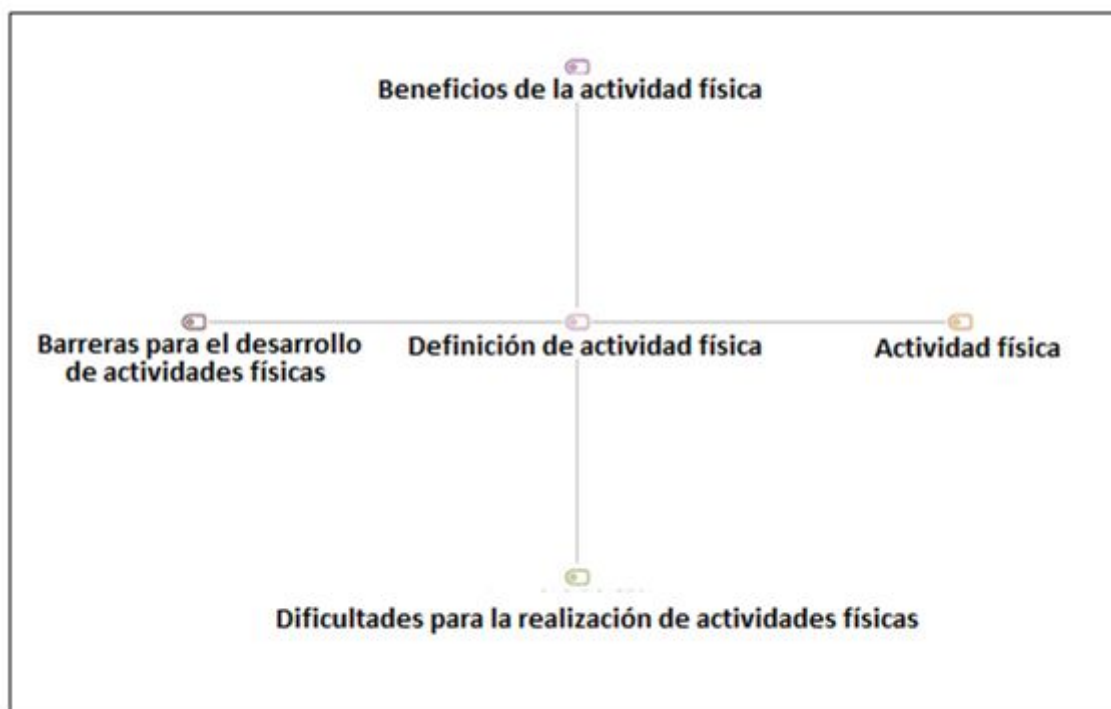 Beneficios de la actividad física
Barreras para el desarrollo
de actividades físicas
Definición de actividad física
Actividad física
Dificultades para la realización de actividades físicas